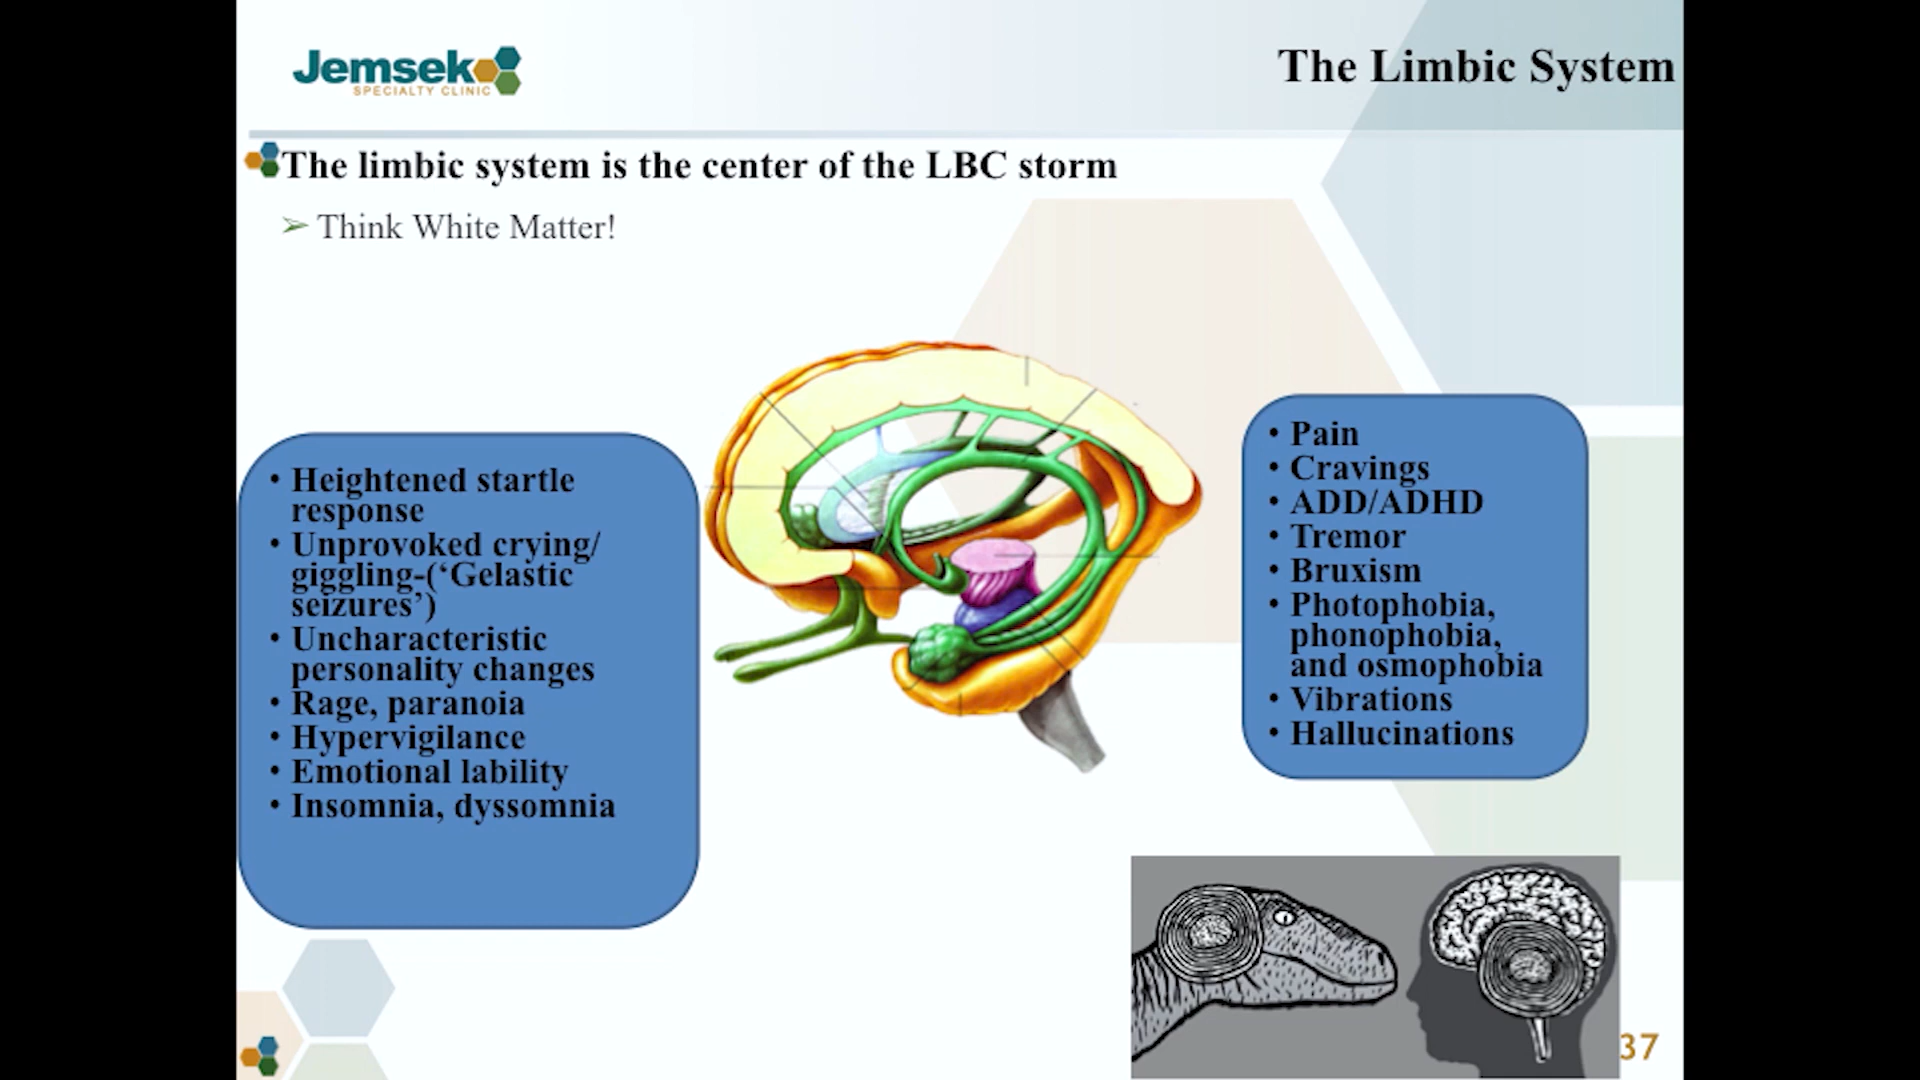 Jemsek
SPECIALTY CLINIC
The Limbic System
The limbic system is the center of the LBC storm
➢ Think White Matter!
• Heightened startle
response
• Unprovoked crying/
giggling-(‘Gelastic
seizures’)
• Uncharacteristic
personality changes
• Rage, paranoia
• Hypervigilance
• Emotional lability
• Insomnia, dyssomnia
• Pain
• Cravings
• ADD/ADHD
• Tremor
• Bruxism
• Photophobia,
phonophobia,
and osmophobia
• Vibrations
• Hallucinations
37